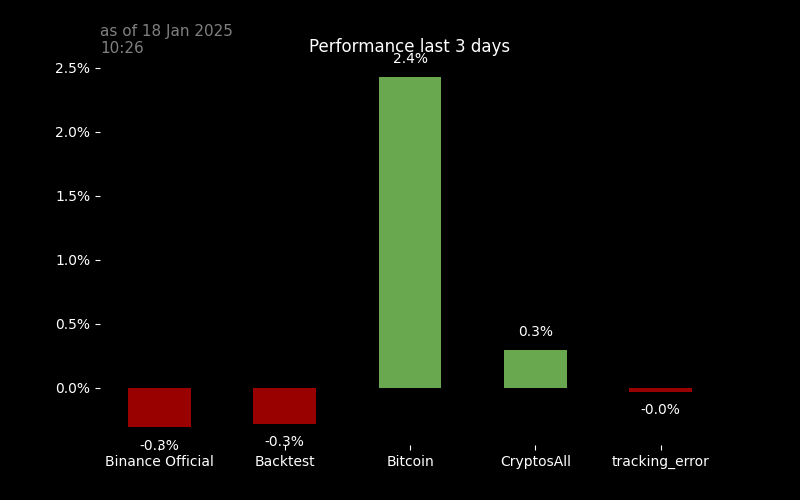 as of 18 Jan 2025
10:26
Performance last 3 days
2.5%
2.0%
1.5%
1.0%
0.5%
0.0%
-0.3%
-0.3%
2.4%
0.3%
-0.0%
Binance Official
Backtest
Bitcoin
CryptosAll
tracking_error